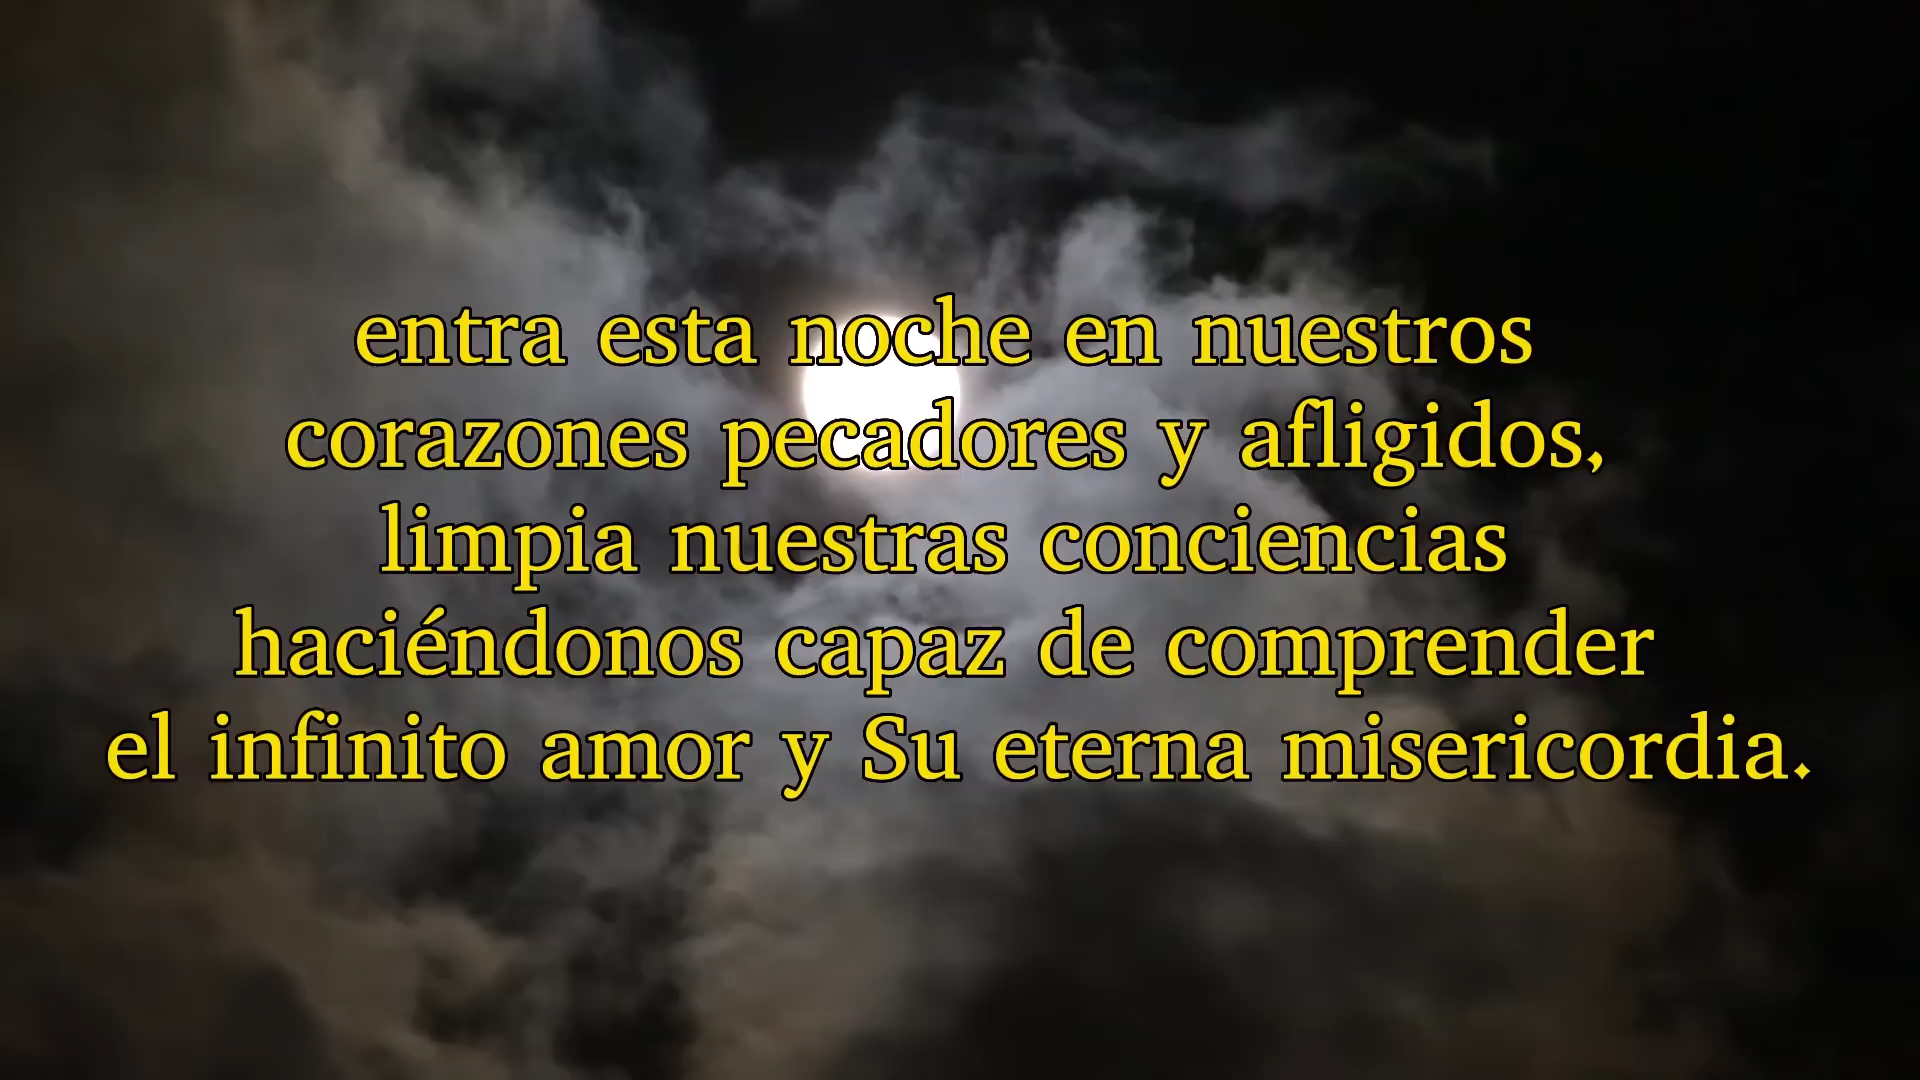 entra esta noche en nuestros
corazones pecadores y afligidos,
limpia nuestras conciencias
haciéndonos capaz de comprender
el infinito amor y Su eterna misericordia.